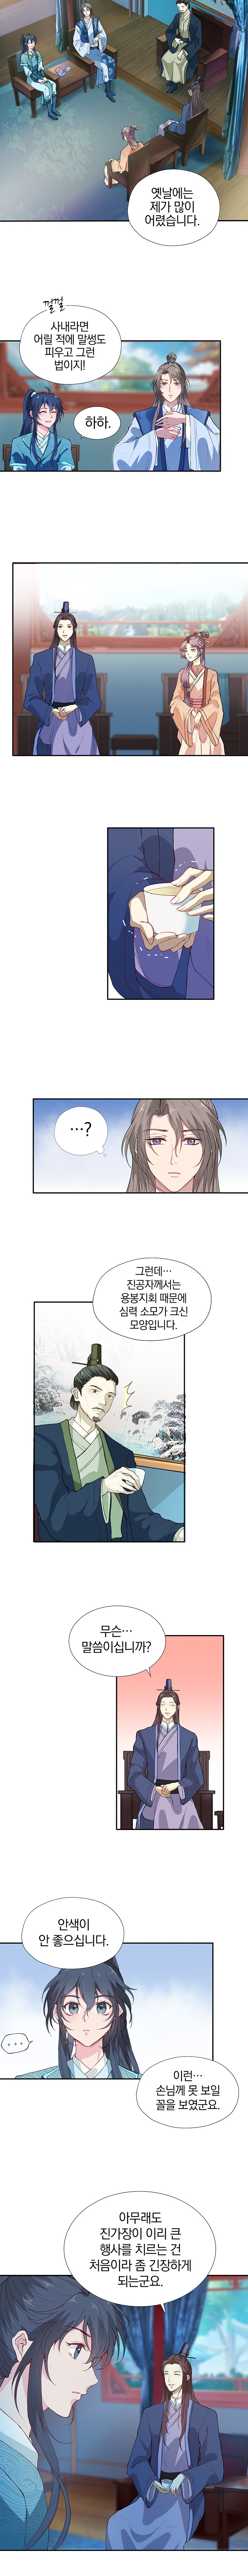 옛날에는
제가 많이
어렸습니다.
껄껄
사내라면
어릴 적에 말썽도
피우고 그런
법이지!
하하.
…?
그런데…
진공자께서는
용봉지회 때문에
심력 소모가 크신
모양입니다.
무슨…
말씀이십니까?
안색이
안 좋으십니다.
…
이런…
손님께 못 보일
꼴을 보였군요.
아무래도
진가장이 이리 큰
행사를 치르는 건
처음이라 좀 긴장하게
되는군요.